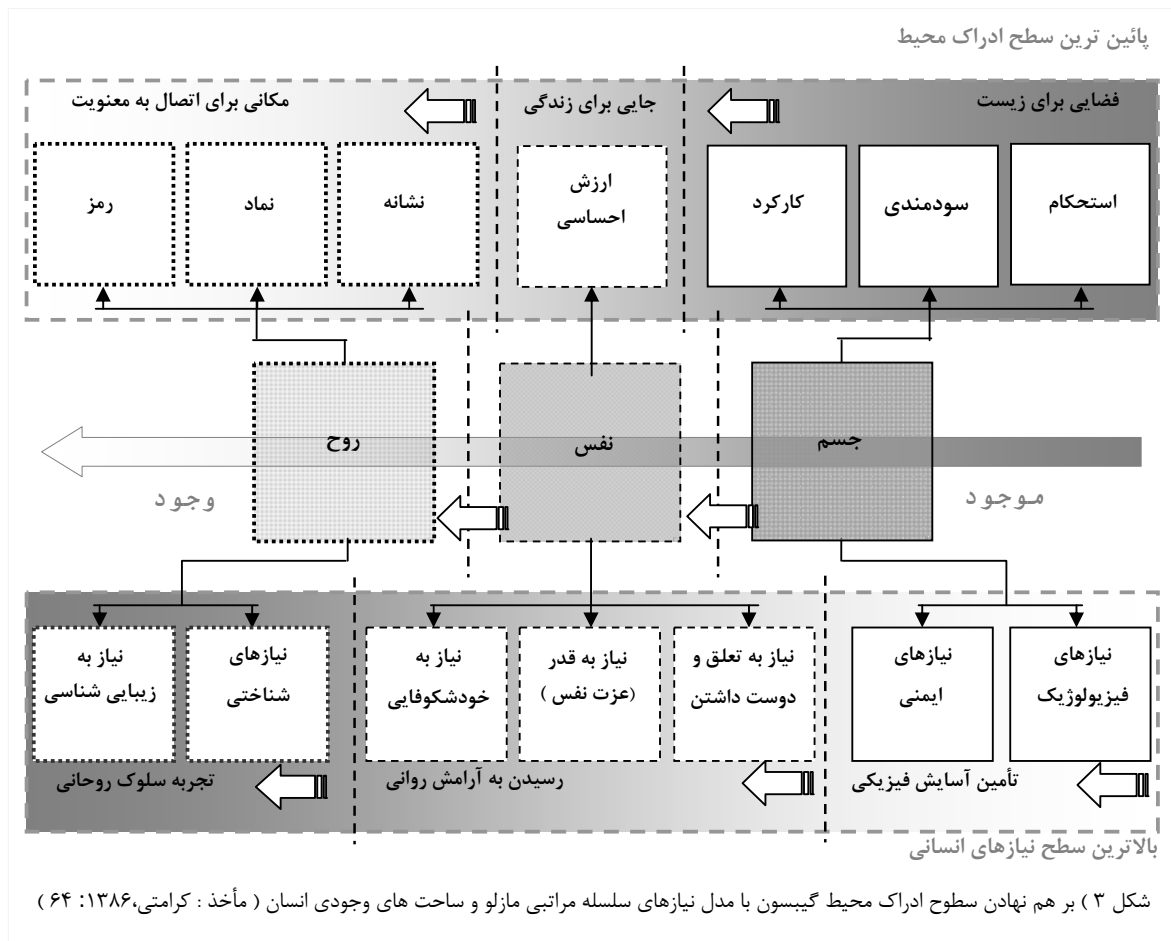 پائین ترین سطح ادراک محیط
فضایی برای زیست
جایی برای زندگی
مکانی برای اتصال به معنویت
استحکام
سودمندی
کارکرد
ارزش
احساسی
نشانه
نماد
رمز
جسم
نفس
روح
موجود
وجود
نیازهای
فیزیولوژیک
نیازهای
ایمنی
نیاز به تعلق و
دوست داشتن
نیاز به قدر
(عزت نفس )
نیاز به
خودشکوفایی
نیازهای
شناختی
نیاز به
زیبایی شناسی
تأمین آسایش فیزیکی
رسیدن به آرامش روانی
تجربه سلوک روحانی
بالاترین سطح نیازهای انسانی
شکل ۳ ) بر هم نهادن سطوح ادراک محیط گیبسون با مدل نیازهای سلسله مراتبی مازلو و ساحت های وجودی انسان ( مأخذ : کرامتی،۱۳۸۶: ۶۴ )